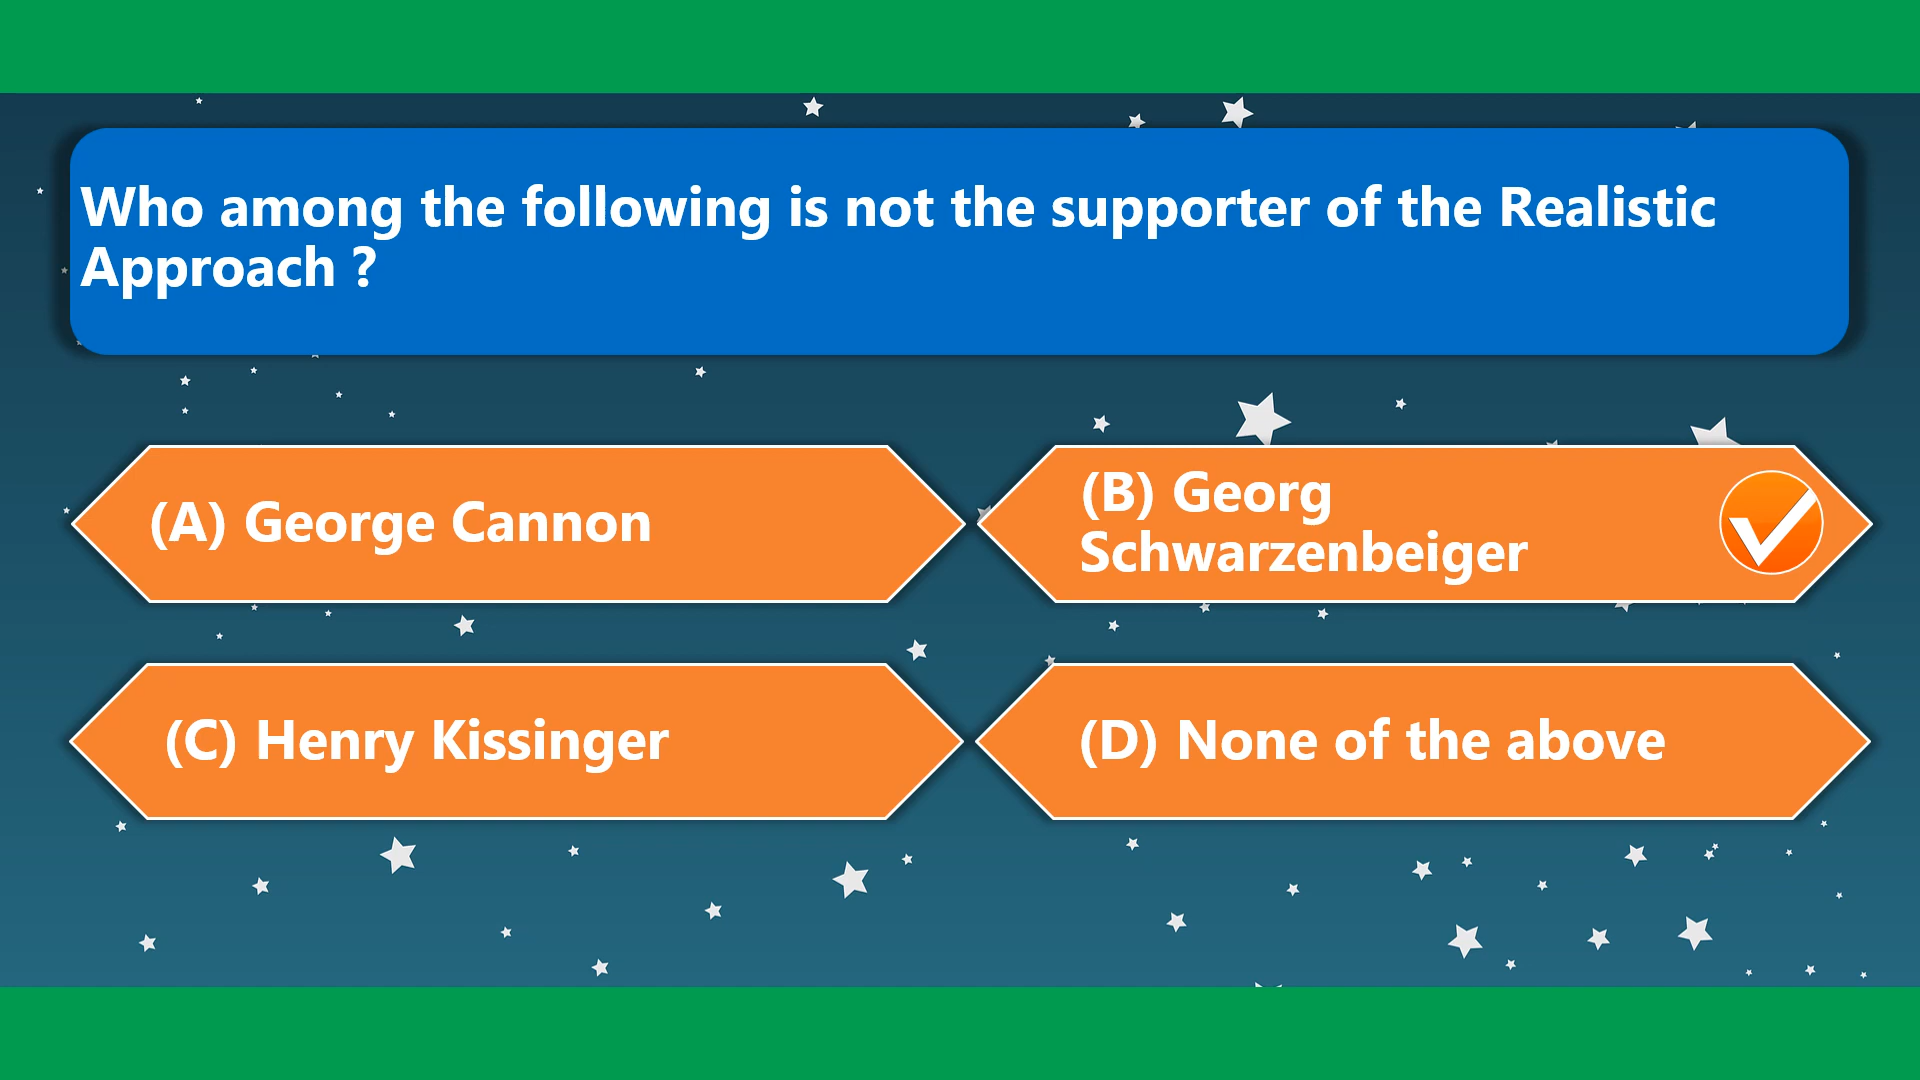 Who among the following is not the supporter of the Realistic
Approach ?
(A) George Cannon
(B) Georg
Schwarzenbeiger
(C) Henry Kissinger
(D) None of the above